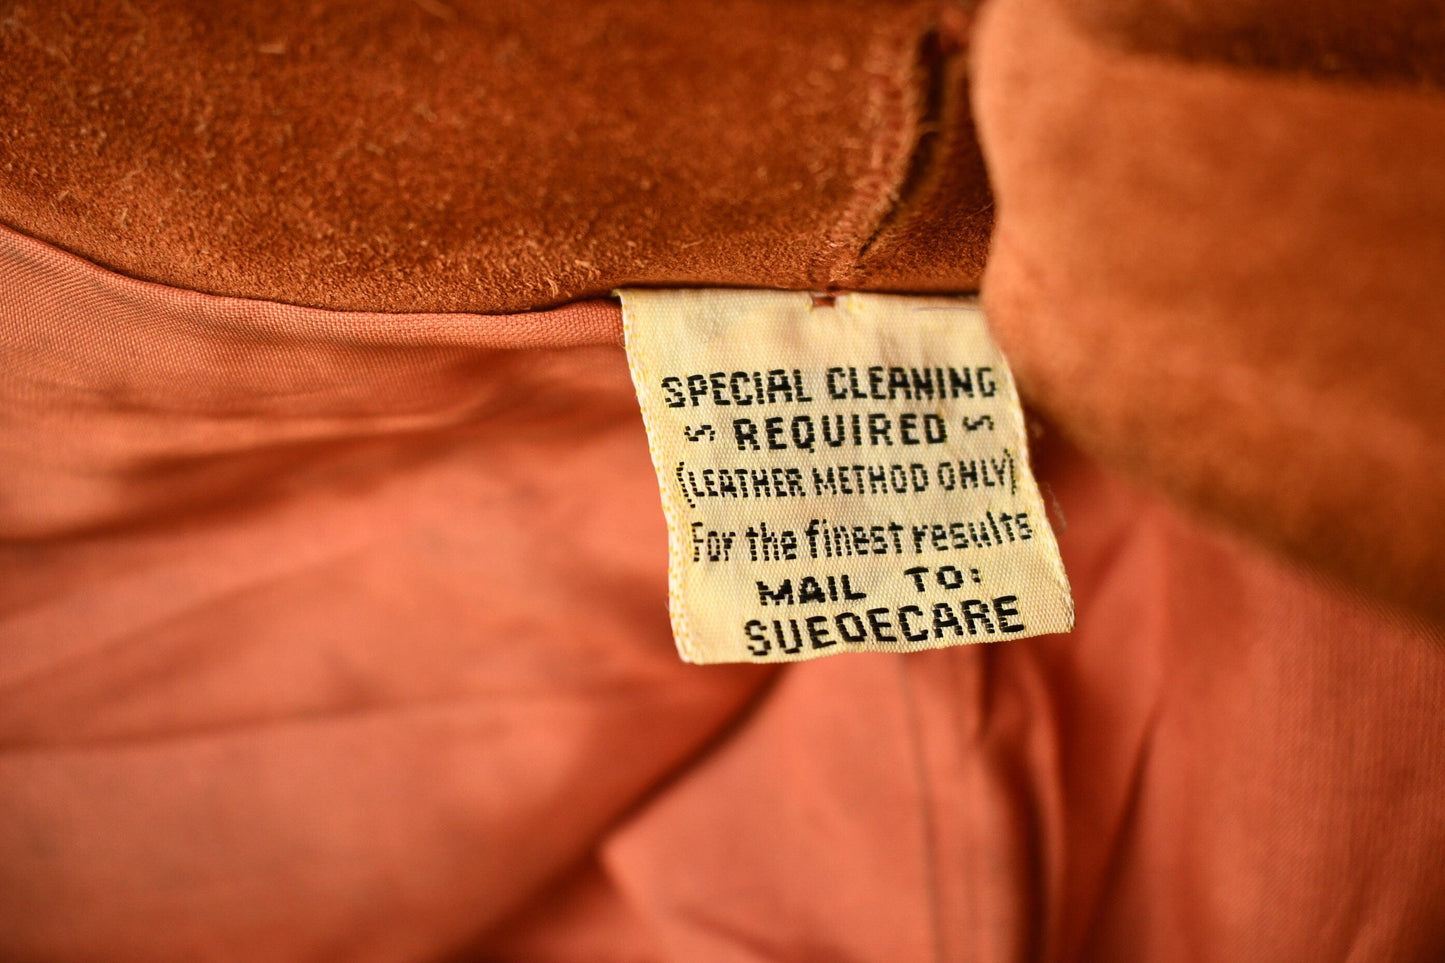 SPECIAL CLEANING
~ REQUIRED ~
(LEATHER METHOD ONLY)
For the finest results
MAIL TO:
SUEDECARE